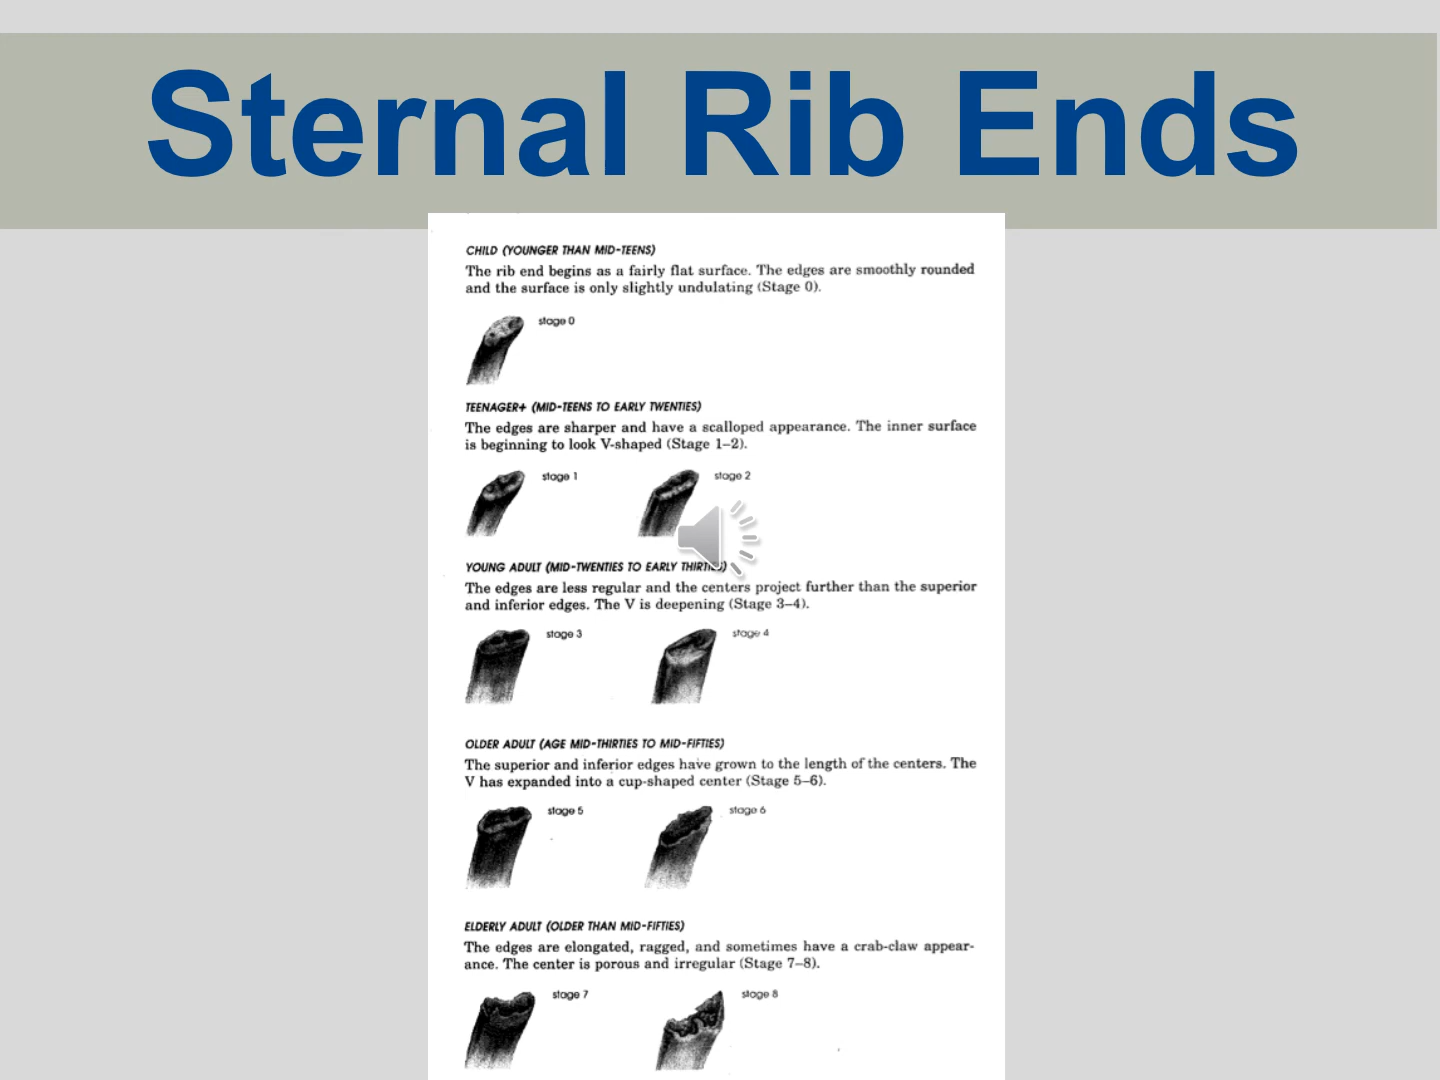 Sternal Rib Ends
CHILD (YOUNGER THAN MID-TEENS)
The rib end begins as a fairly flat surface. The edges are smoothly rounded
and the surface is only slightly undulating (Stage 0).
stage 0
TEENAGER+ (MID-TEENS TO EARLY TWENTIES)
The edges are sharper and have a scalloped appearance. The inner surface
is beginning to look V-shaped (Stage 1–2).
stage 1
stage 2
YOUNG ADULT (MID-TWENTIES TO EARLY THIRTIES)
The edges are less regular and the centers project further than the superior
and inferior edges. The V is deepening (Stage 3–4).
stage 3
stage 4
OLDER ADULT (AGE MID-THIRTIES TO MID-FIFTIES)
The superior and inferior edges have grown to the length of the centers. The
V has expanded into a cup-shaped center (Stage 5–6).
stage 5
stage 6
ELDERLY ADULT (OLDER THAN MID-FIFTIES)
The edges are elongated, ragged, and sometimes have a crab-claw appear-
ance. The center is porous and irregular (Stage 7–8).
stage 7
stage 8